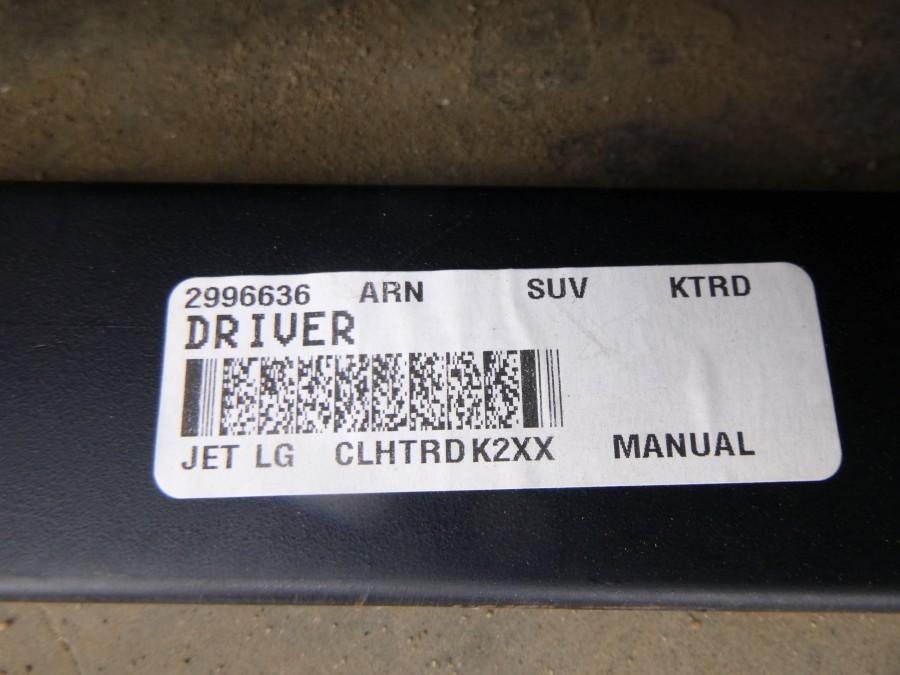 2996636 ARN SUV KTRD
DRIVER
JET LG CLHTRD K2XX MANUAL